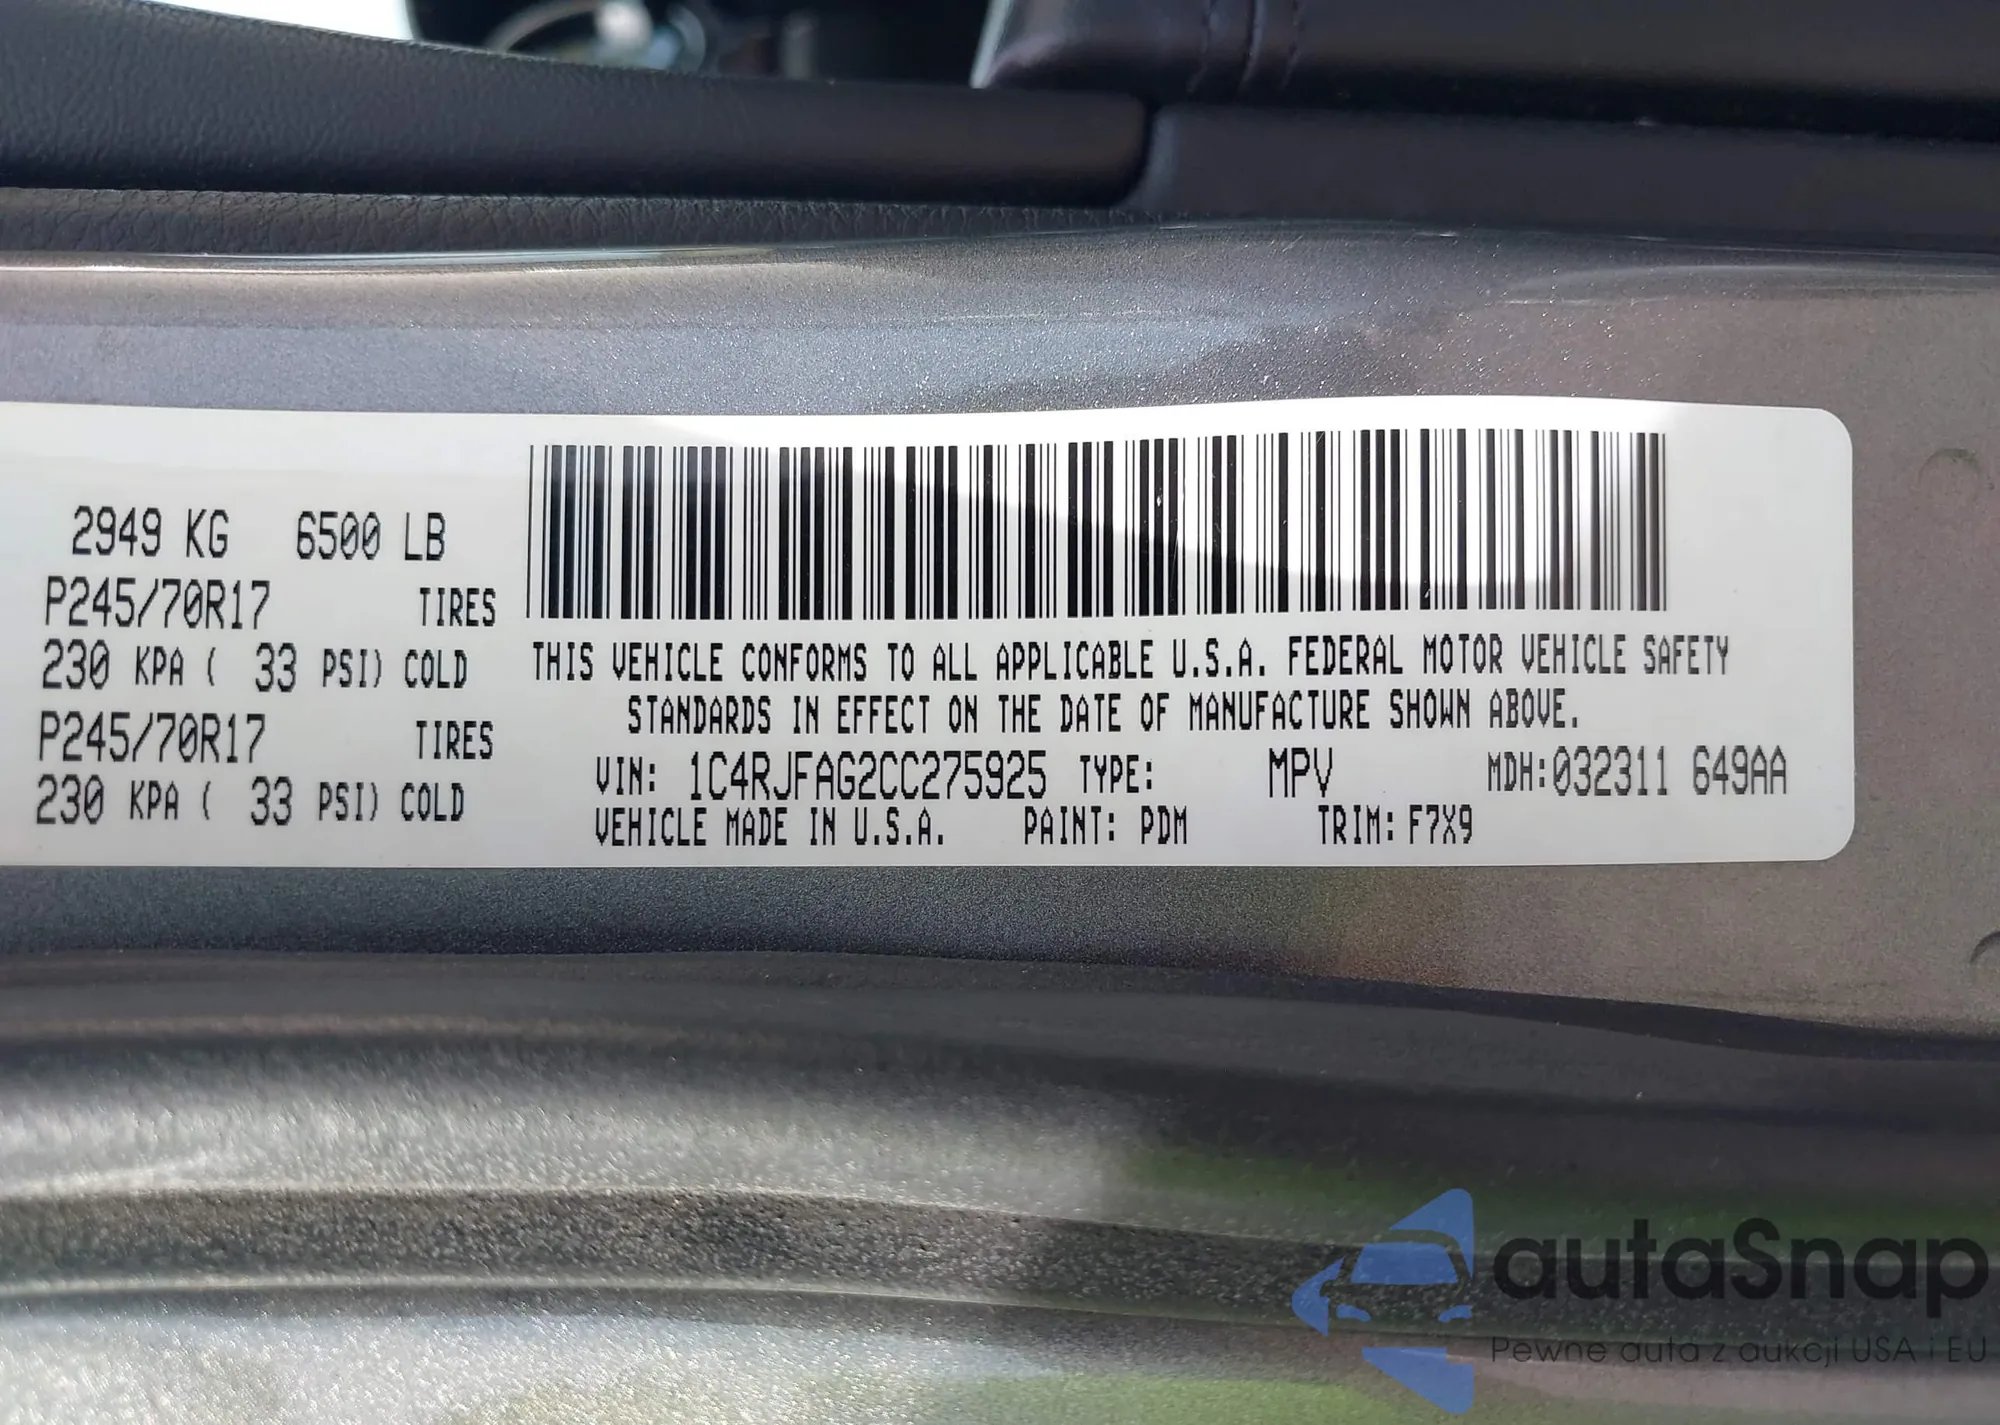 2949 KG 6500 LB
P245/70R17 TIRES
230 KPA ( 33 PSI) COLD
P245/70R17 TIRES
230 KPA ( 33 PSI) COLD
THIS VEHICLE CONFORMS TO ALL APPLICABLE U.S.A. FEDERAL MOTOR VEHICLE SAFETY
STANDARDS IN EFFECT ON THE DATE OF MANUFACTURE SHOWN ABOVE.
VIN: 1C4RJFAG2CC275925 TYPE: MPV MDH:032311 649AA
VEHICLE MADE IN U.S.A. PAINT: PDM TRIM: F7X9
autaSnap
Pewne auta z aukcji USA i EU